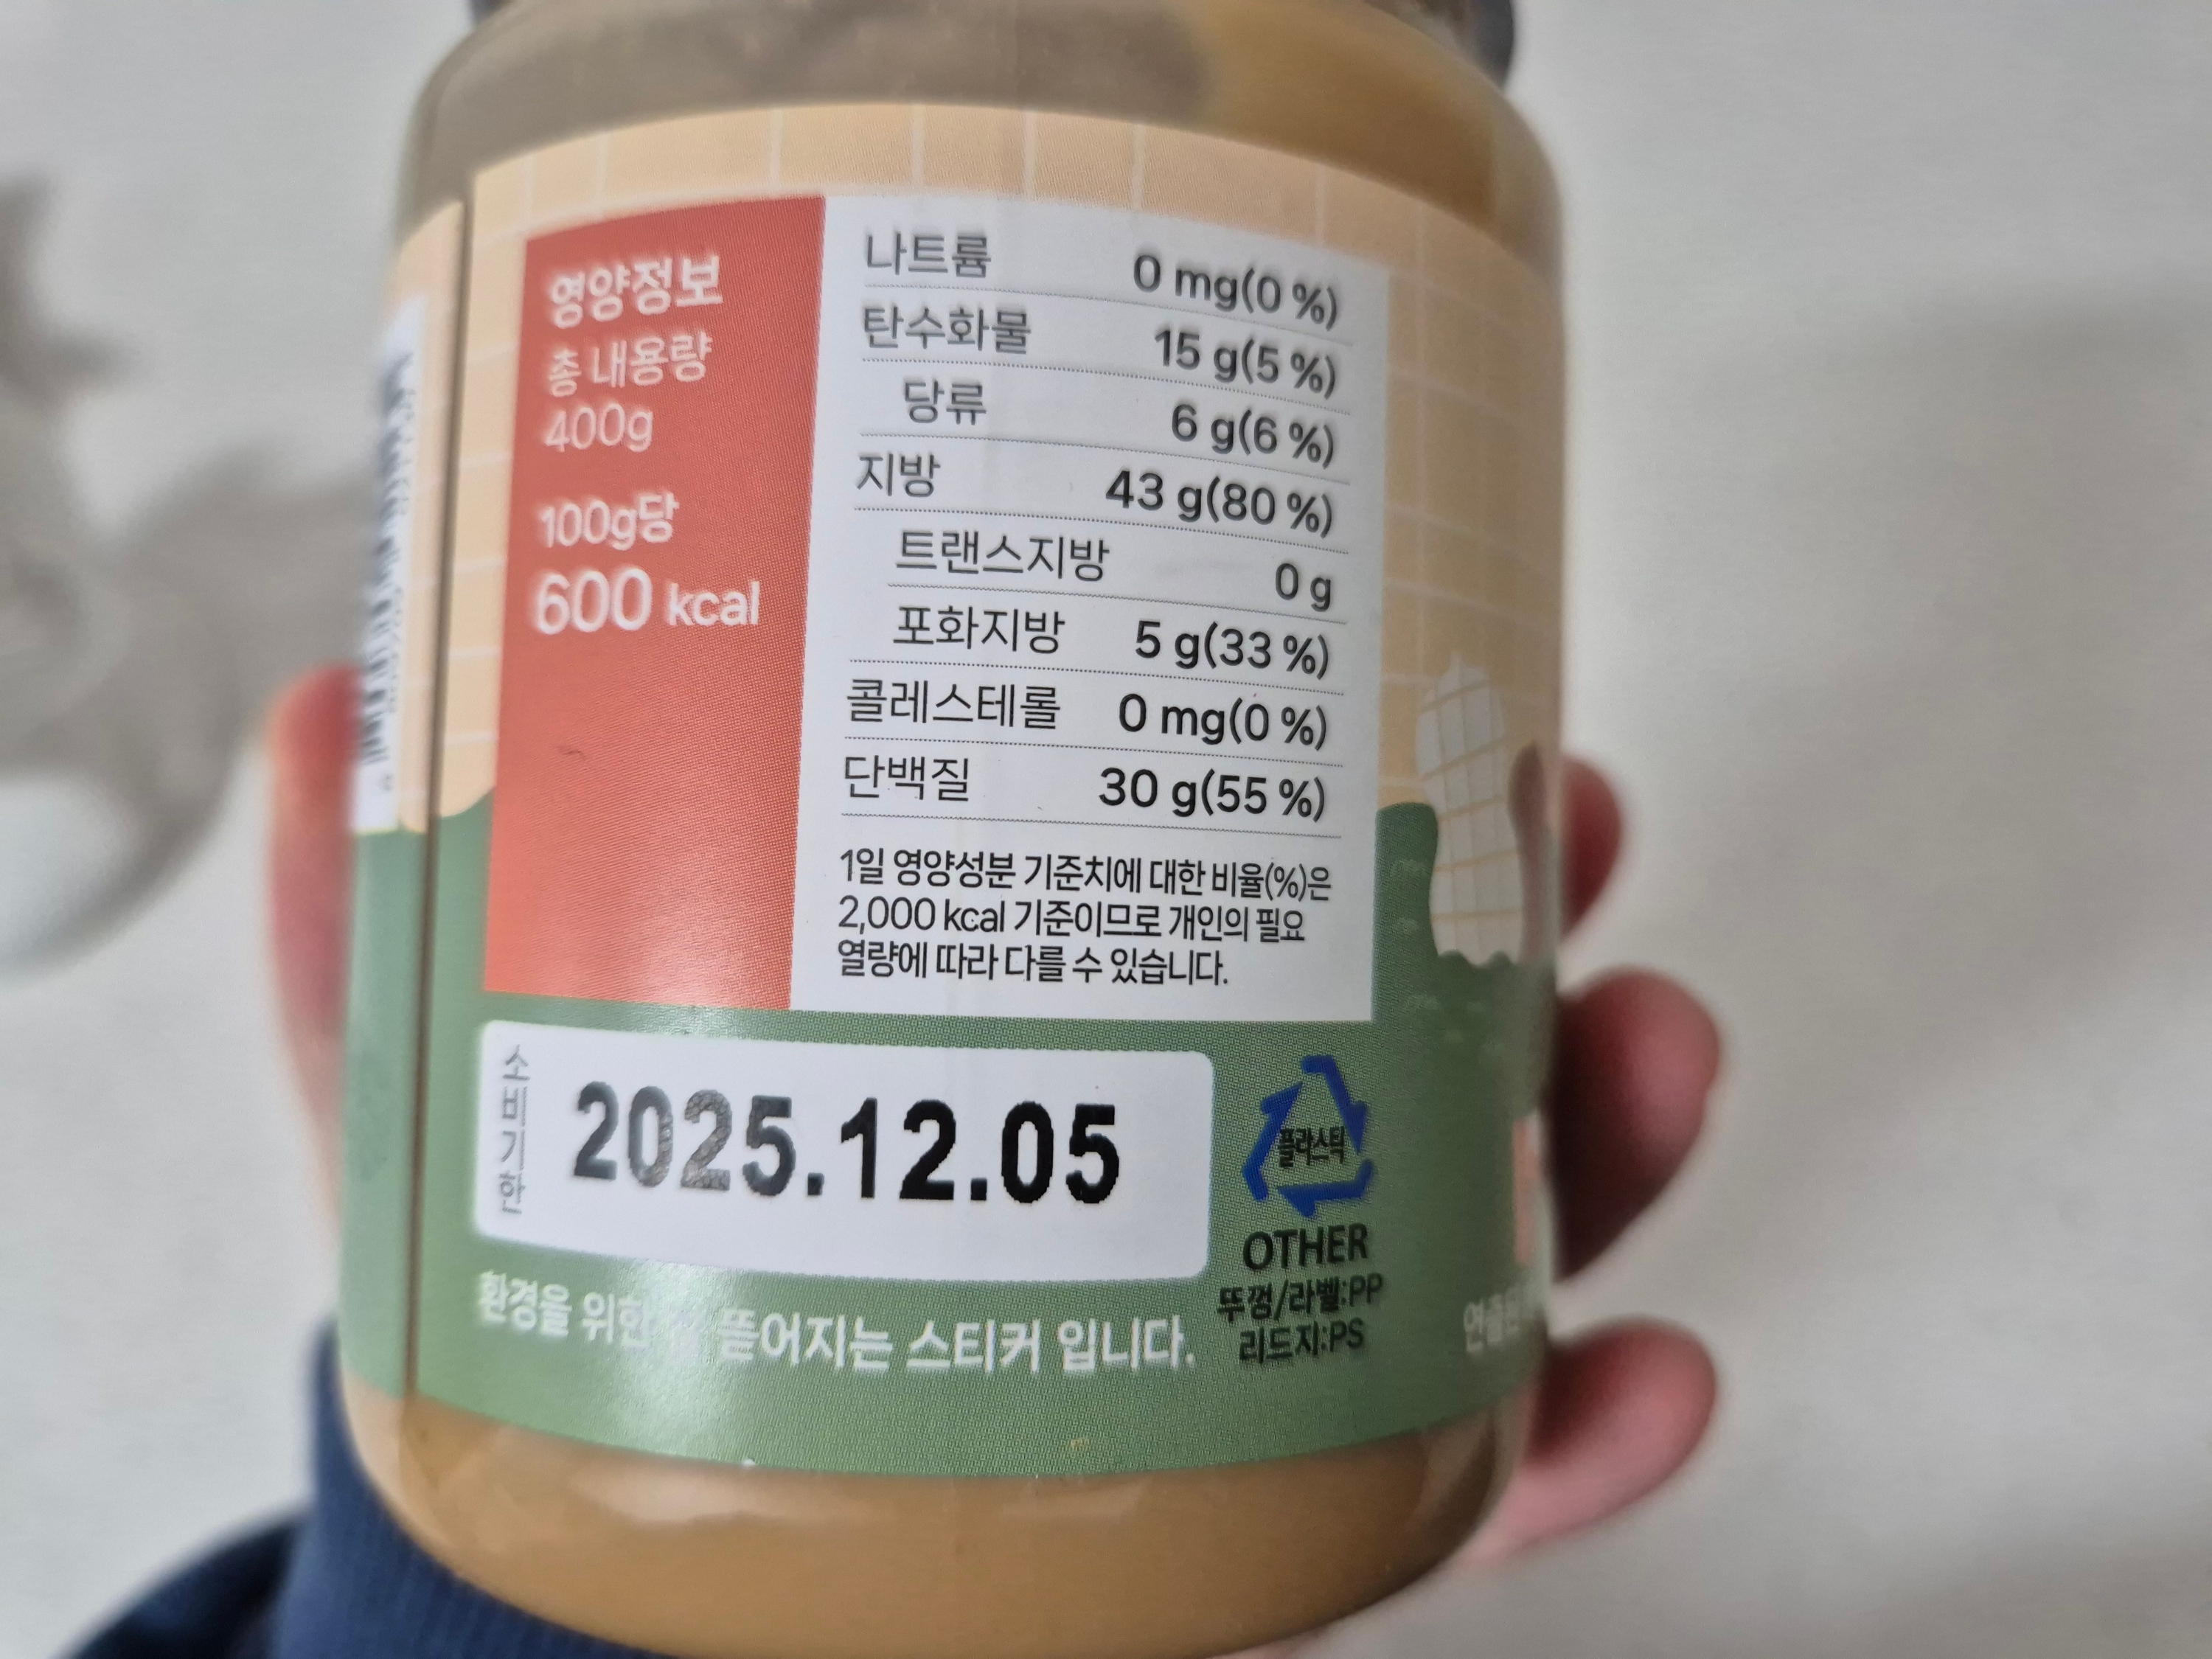 영양정보
총 내용량
400g
100g당
600 kcal
나트륨 0 mg(0 %)
탄수화물 15 g(5 %)
당류 6 g(6 %)
지방 43 g(80 %)
트랜스지방 0 g
포화지방 5 g(33 %)
콜레스테롤 0 mg(0 %)
단백질 30 g(55 %)
1일 영양성분 기준치에 대한 비율(%)은
2,000 kcal 기준이므로 개인의 필요
열량에 따라 다를 수 있습니다.
소비기한
2025.12.05
플라스틱
OTHER
뚜껑/라벨:PP
리드지:PS
환경을 위한 뜯어지는 스티커 입니다.